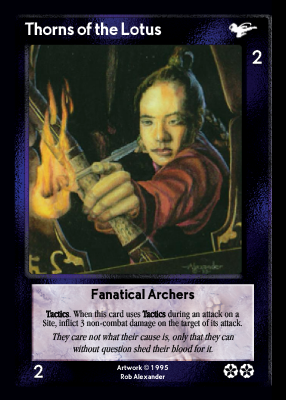 Thorns of the Lotus
2
Alexander
Fanatical Archers
Tactics. When this card uses Tactics during an attack on a
Site, inflict 3 non-combat damage on the target of its attack.
They care not what their cause is, only that they can
without question shed their blood for it.
2
Artwork © 1995
Rob Alexander